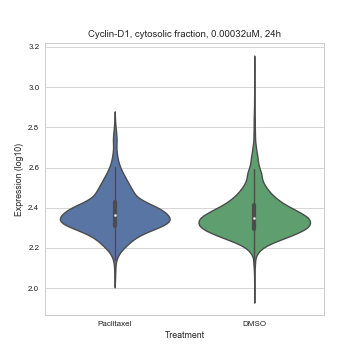 Cyclin-D1, cytosolic fraction, 0.00032uM, 24h
3.2
3.0
2.8
2.6
2.4
2.2
2.0
Expression (log10)
Paclitaxel DMSO
Treatment